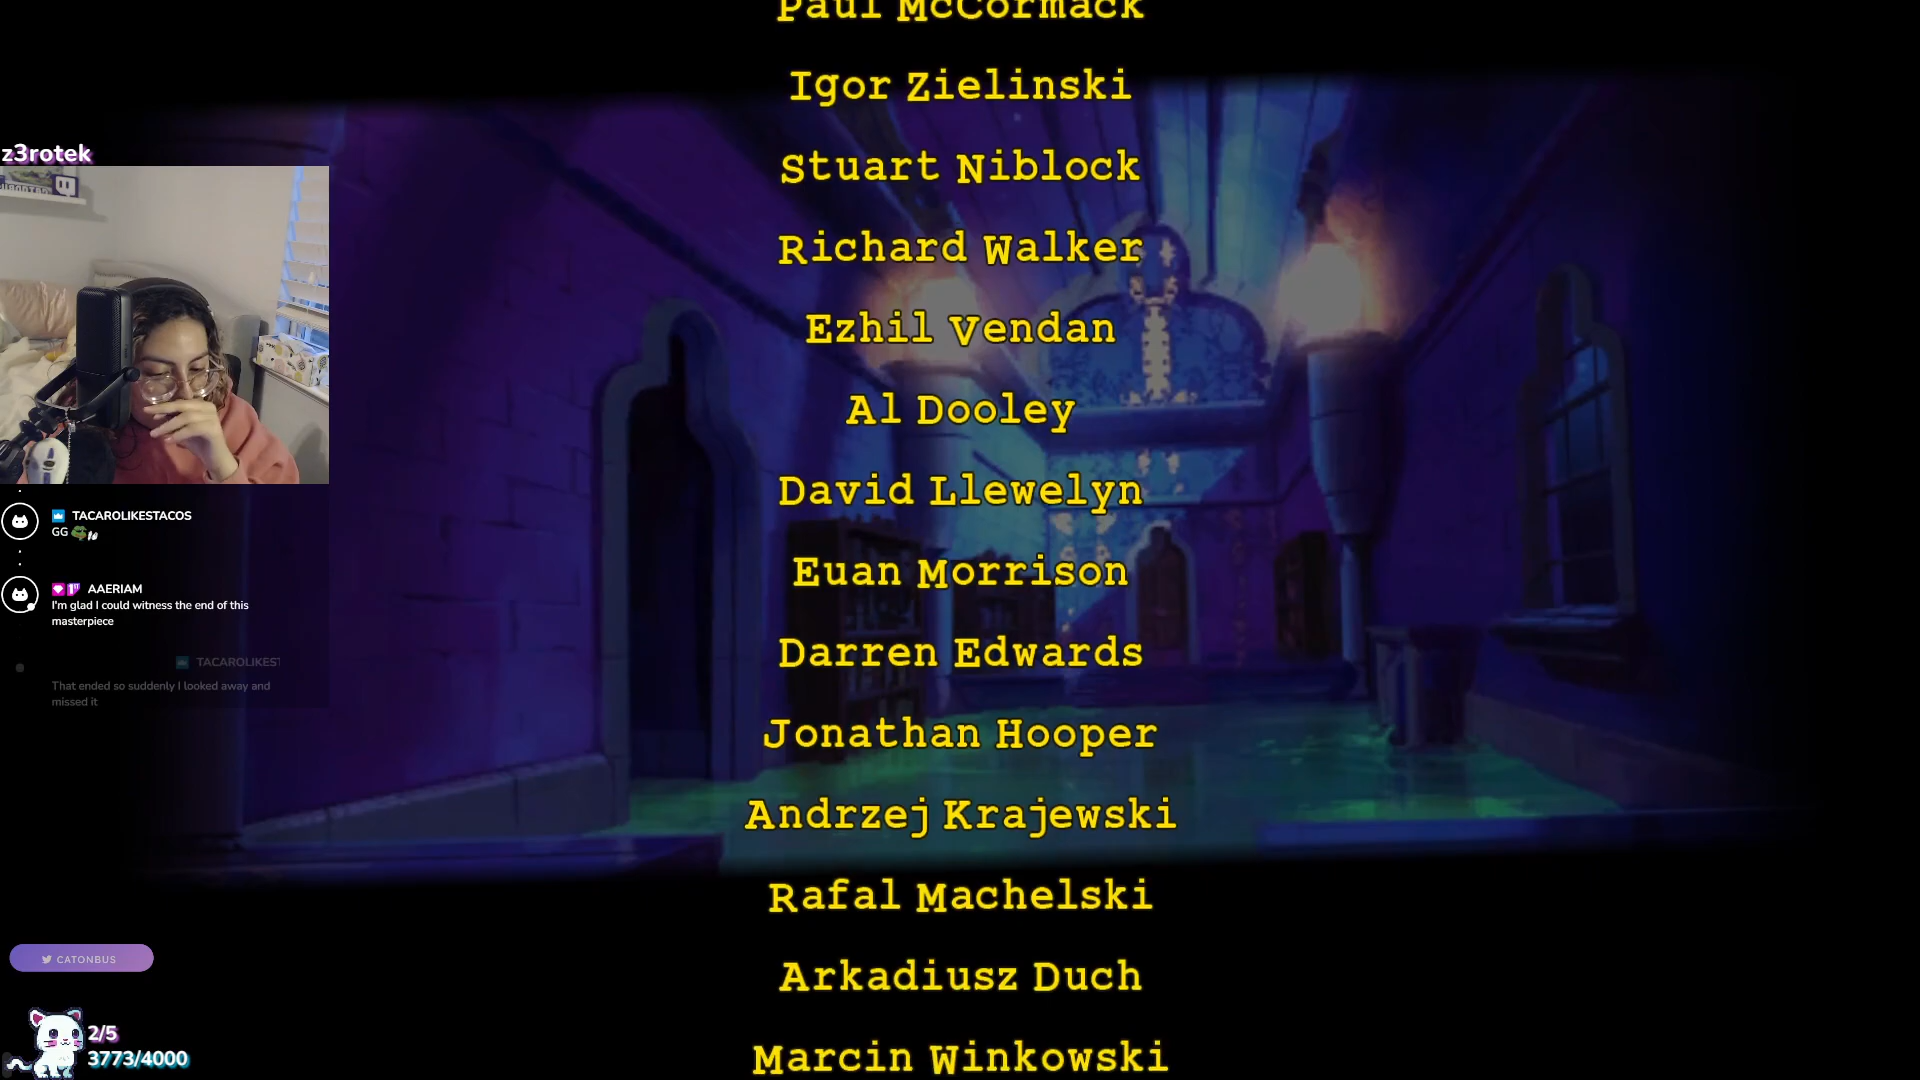 Paul McCormack
Igor Zielinski
Stuart Niblock
Richard Walker
Ezhil Vendan
Al Dooley
David Llewelyn
Euan Morrison
Darren Edwards
Jonathan Hooper
Andrzej Krajewski
Rafal Machelski
Arkadiusz Duch
Marcin Winkowski
z3rotek
TACAROLIKESTACOS
GG
AAERIAM
I'm glad I could witness the end of this
masterpiece
TACAROLIKEST
That ended so suddenly I looked away and
missed it
CATONBUS
2/5
3773/4000